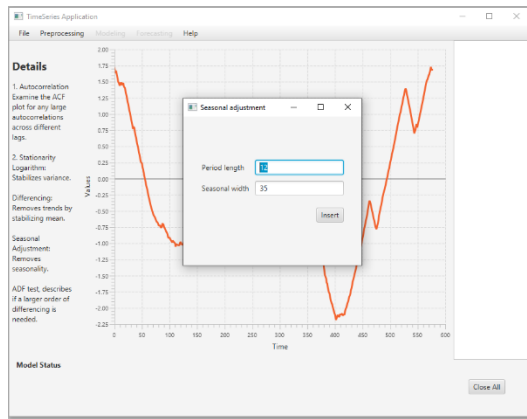 TimeSeries Application
File Preprocessing Modeling Forecasting Help
Details
1. Autocorrelation
Examine the ACF
plot for any large
autocorrelations
across different
lags.
2. Stationarity
Logarithm:
Stabilizes variance.
Differencing:
Removes trends by
stabilizing mean.
Seasonal
Adjustment:
Removes
seasonality.
ADF test, describes
if a larger order of
differencing is
needed.
Model Status
Values
2.00
1.75
1.50
1.25
1.00
0.75
0.50
0.25
0.00
-0.25
-0.50
-0.75
-1.00
-1.25
-1.50
-1.75
-2.00
-2.25
0 50 100 150 200 250 300 350 400 450 500 550 600
Time
Seasonal adjustment
Period length 12
Seasonal width 35
Insert
Close All